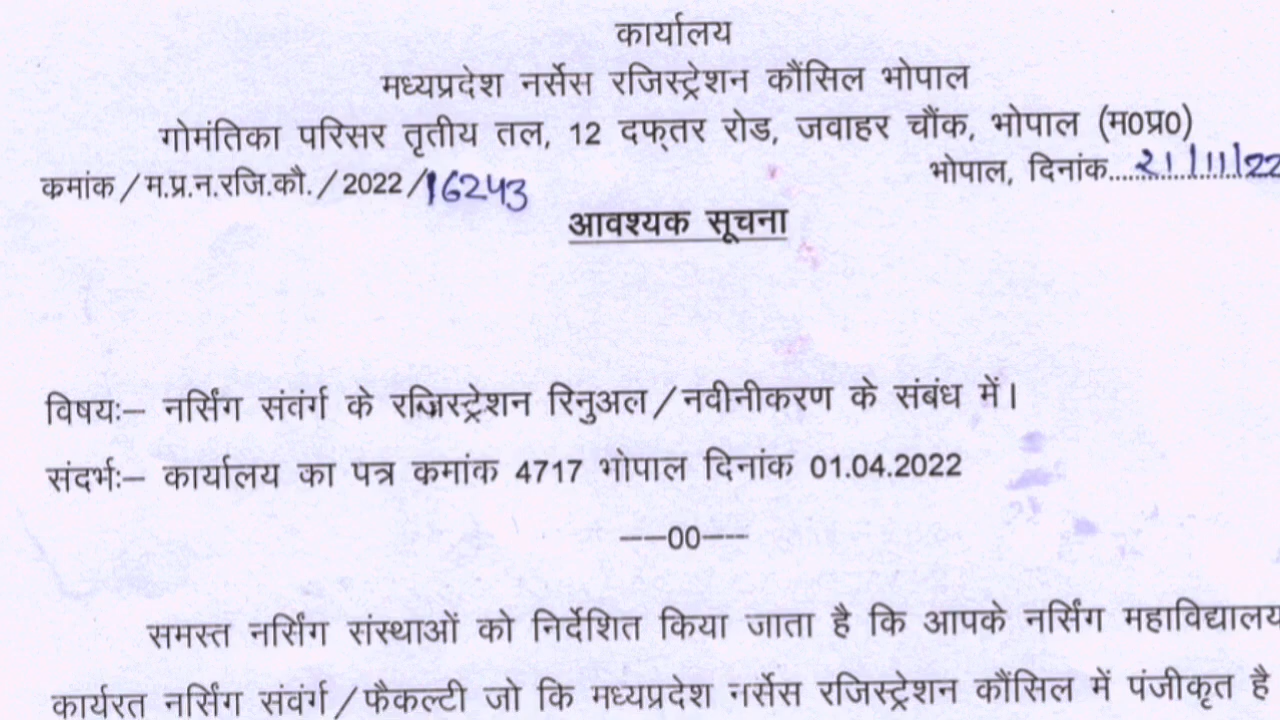 कार्यालय
मध्यप्रदेश नर्सेस रजिस्ट्रेशन कौंसिल भोपाल
गोमंतिका परिसर तृतीय तल, 12 दफ्तर रोड, जवाहर चौंक, भोपाल (म0प्र0)
कमांक/म.प्र.न.रजि.कौ./2022/16243
भोपाल, दिनांक....21/11/22
आवश्यक सूचना
विषयः– नर्सिंग संवंर्ग के रजिस्ट्रेशन रिनुअल/नवीनीकरण के संबंध में।
संदर्भः– कार्यालय का पत्र कमांक 4717 भोपाल दिनांक 01.04.2022
––00––
समस्त नर्सिंग संस्थाओं को निर्देशित किया जाता है कि आपके नर्सिंग महाविद्यालय
कार्यरत नर्सिंग संवंर्ग/फैकल्टी जो कि मध्यप्रदेश नर्सेस रजिस्ट्रेशन कौंसिल में पंजीकृत है